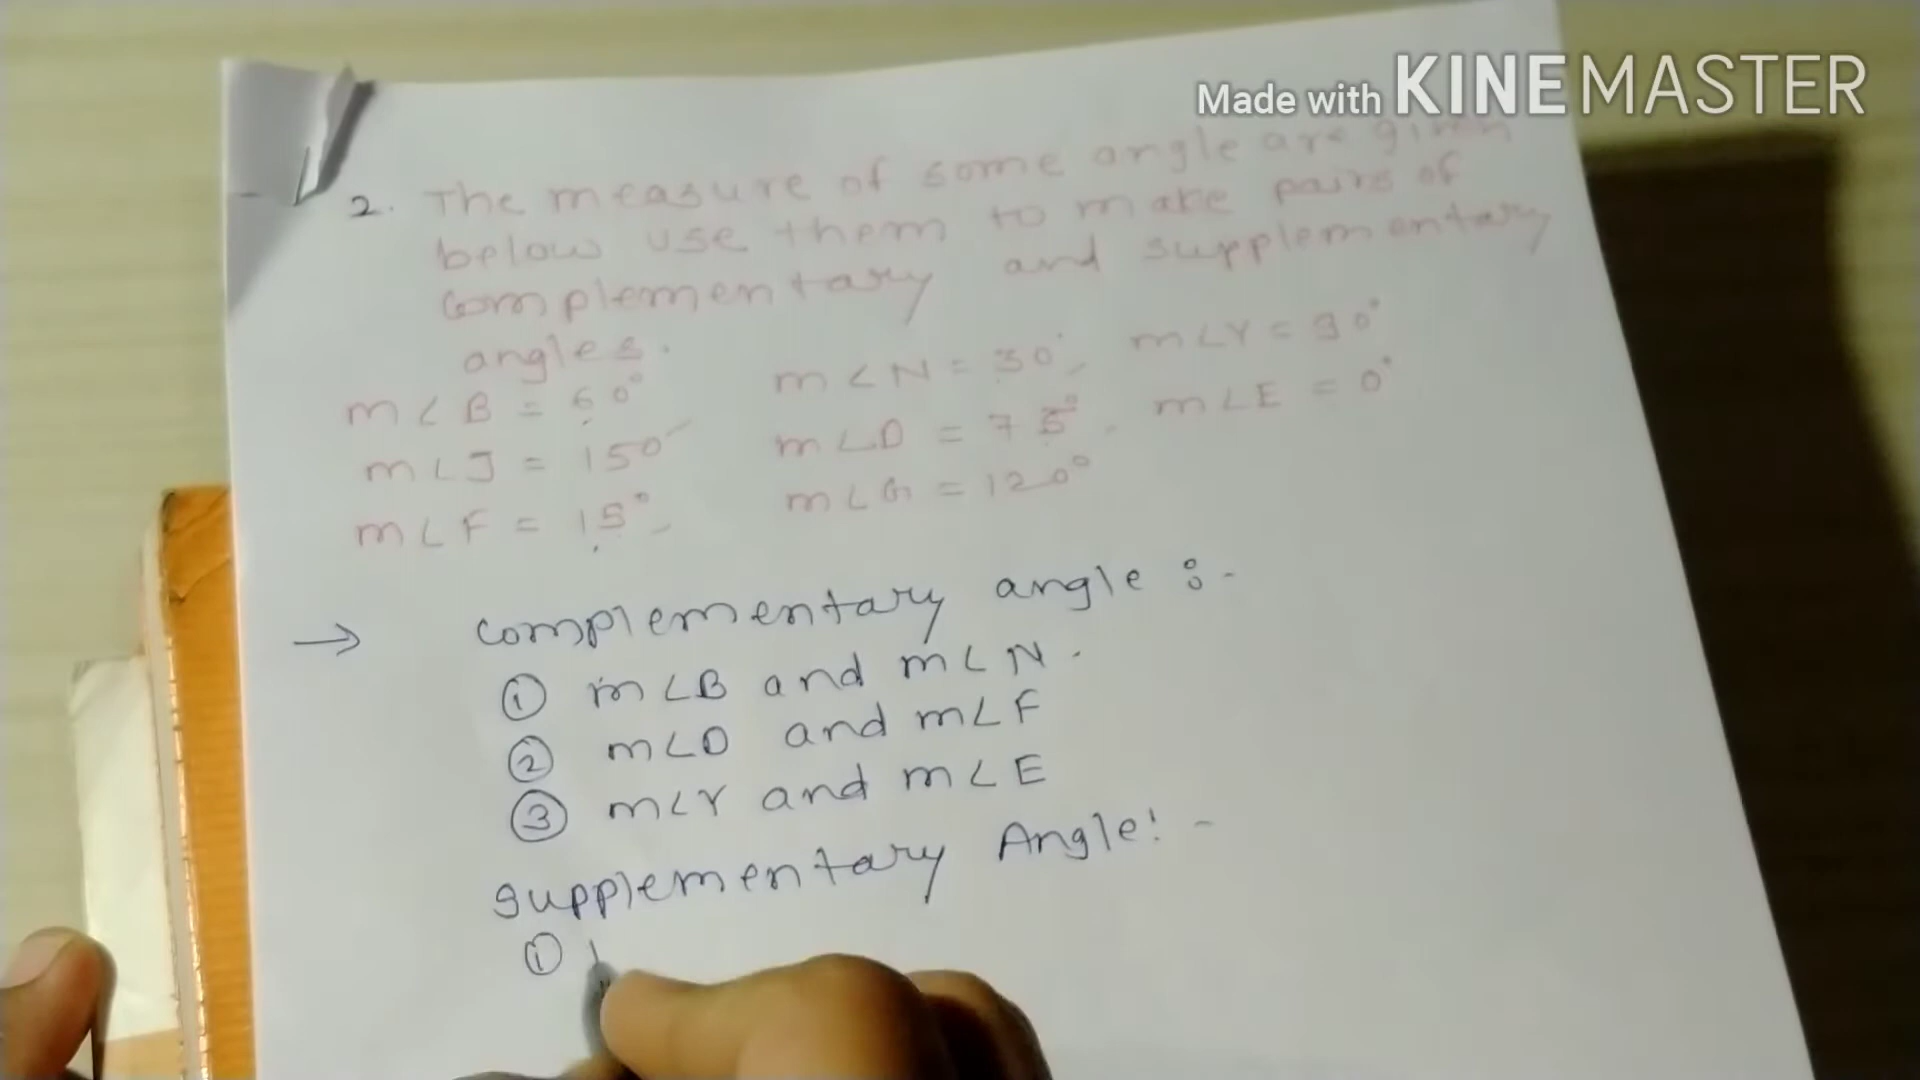 Made with KINEMASTER
2. The measure of some angle are given
below use them to make pairs of
complementary and supplementary
angles.
m∠B = 60° m∠N = 30°, m∠Y = 90°
m∠J = 150° m∠D = 75°, m∠E = 0°
m∠F = 15° m∠G = 120°
→ complementary angle :-
① m∠B and m∠N.
② m∠D and m∠F
③ m∠Y and m∠E
supplementary Angle:-
①